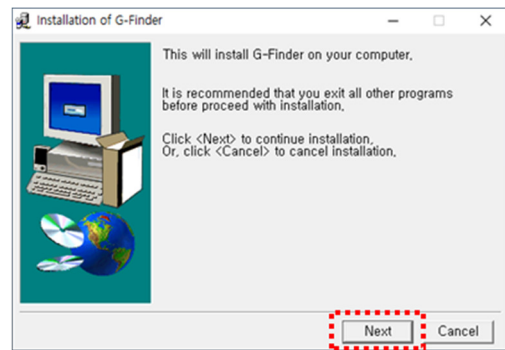 Installation of G-Finder
This will install G-Finder on your computer,
It is recommended that you exit all other programs
before proceed with installation,
Click <Next> to continue installation,
Or, click <Cancel> to cancel installation,
Next
Cancel